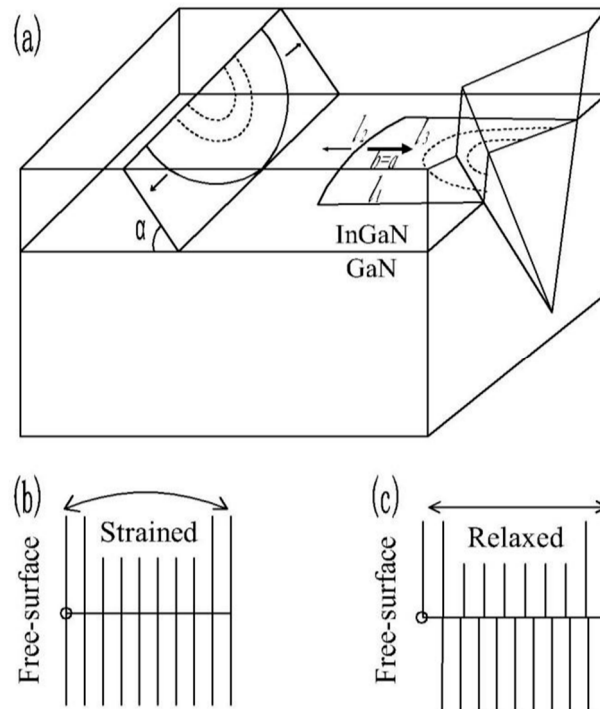 (a)
l₂
l₃
b=a
l₁
α
InGaN
GaN
(b)
(c)
Strained
Relaxed
Free-surface
Free-surface